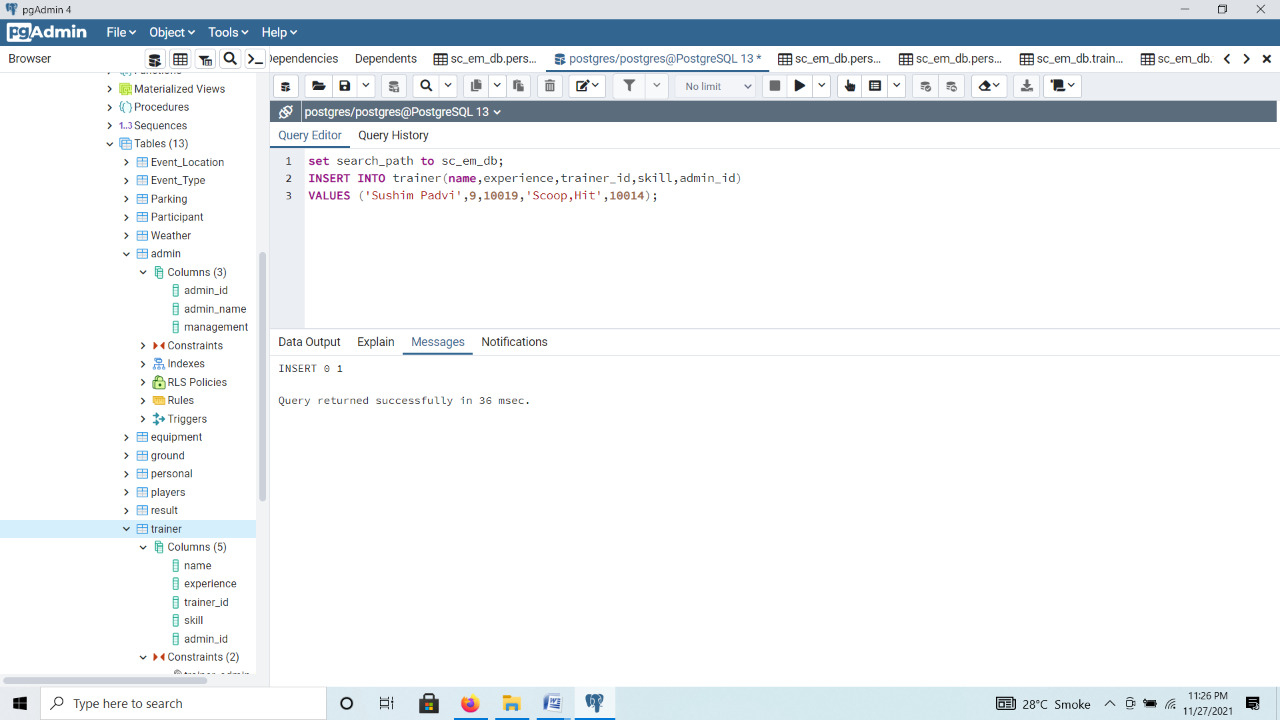 pgAdmin 4
pgAdmin File Object Tools Help
Browser
Dependencies Dependents sc_em_db.pers... postgres/postgres@PostgreSQL 13 * sc_em_db.pers... sc_em_db.pers... sc_em_db.train... sc_em_db.
No limit
postgres/postgres@PostgreSQL 13
Query Editor Query History
1 set search_path to sc_em_db;
2 INSERT INTO trainer(name,experience,trainer_id,skill,admin_id)
3 VALUES ('Sushim Padvi',9,10019,'Scoop,Hit',10014);
Functions
Materialized Views
Procedures
1..3 Sequences
Tables (13)
Event_Location
Event_Type
Parking
Participant
Weather
admin
Columns (3)
admin_id
admin_name
management
Constraints
Indexes
RLS Policies
Rules
Triggers
equipment
ground
personal
players
result
trainer
Columns (5)
name
experience
trainer_id
skill
admin_id
Constraints (2)
trainer_admin
Data Output Explain Messages Notifications
INSERT 0 1
Query returned successfully in 36 msec.
Type here to search
28°C Smoke
11:26 PM
11/27/2021